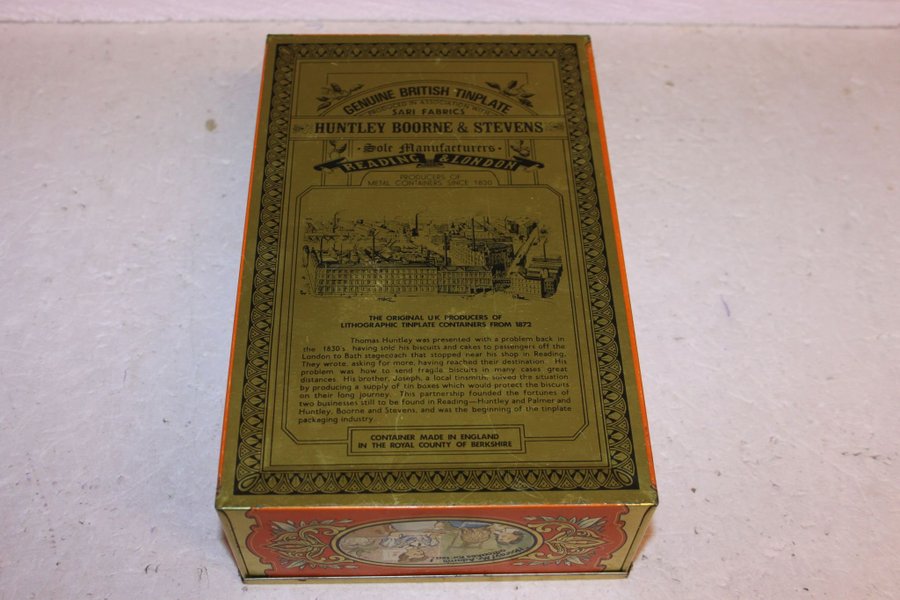 GENUINE BRITISH TINPLATE
PRODUCED IN ASSOCIATION WITH
SARI FABRICS
HUNTLEY BOORNE & STEVENS
Sole Manufacturers
READING & LONDON
PRODUCERS OF
METAL CONTAINERS SINCE 1830
THE ORIGINAL U.K PRODUCERS OF
LITHOGRAPHIC TINPLATE CONTAINERS FROM 1872
Thomas Huntley was presented with a problem back in
the 1830's having sold his biscuits and cakes to passengers off the
London to Bath stagecoach that stopped near his shop in Reading.
They wrote, asking for more, having reached their destination. His
problem was how to send fragile biscuits in many cases great
distances. His brother, Joseph, a local tinsmith, solved the situation
by producing a supply of tin boxes which would protect the biscuits
on their long journey. This partnership founded the fortunes of
two businesses still to be found in Reading—Huntley and Palmer and
Huntley, Boorne and Stevens, and was the beginning of the tinplate
packaging industry.
CONTAINER MADE IN ENGLAND
IN THE ROYAL COUNTY OF BERKSHIRE